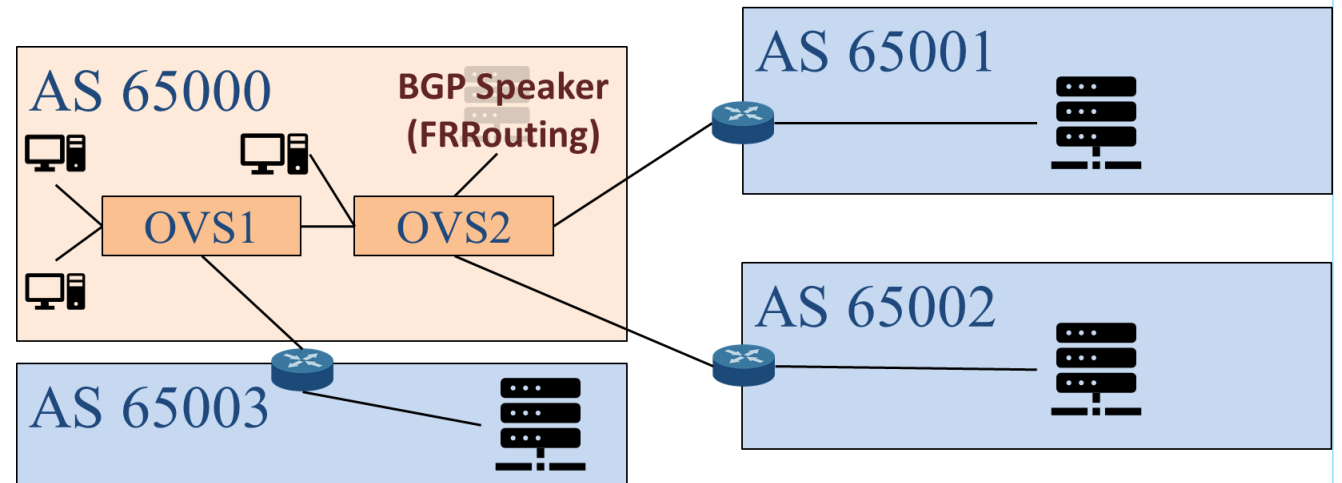 AS 65000
BGP Speaker
(FRRouting)
OVS1
OVS2
AS 65001
AS 65002
AS 65003